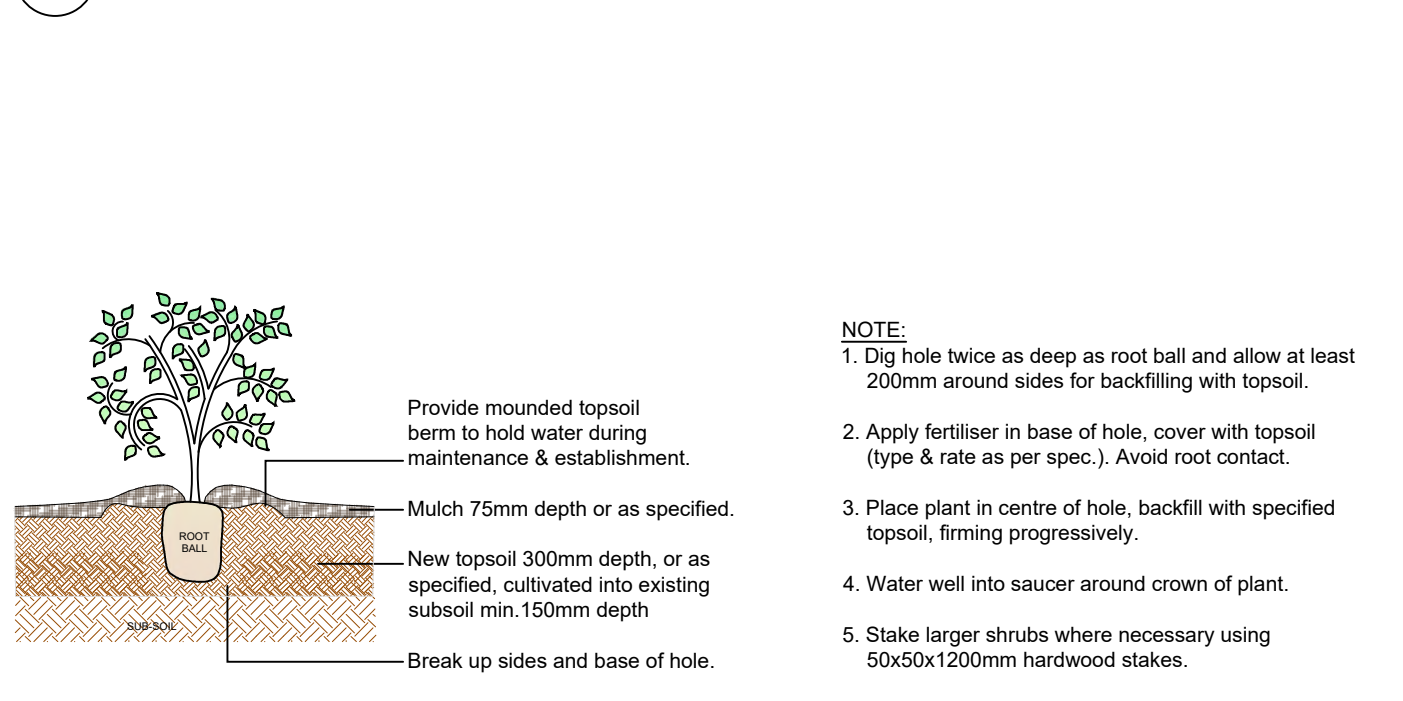 Provide mounded topsoil
berm to hold water during
maintenance & establishment.
Mulch 75mm depth or as specified.
New topsoil 300mm depth, or as
specified, cultivated into existing
subsoil min.150mm depth
Break up sides and base of hole.
ROOT
BALL
SUB-SOIL
NOTE:
1. Dig hole twice as deep as root ball and allow at least
200mm around sides for backfilling with topsoil.
2. Apply fertiliser in base of hole, cover with topsoil
(type & rate as per spec.). Avoid root contact.
3. Place plant in centre of hole, backfill with specified
topsoil, firming progressively.
4. Water well into saucer around crown of plant.
5. Stake larger shrubs where necessary using
50x50x1200mm hardwood stakes.